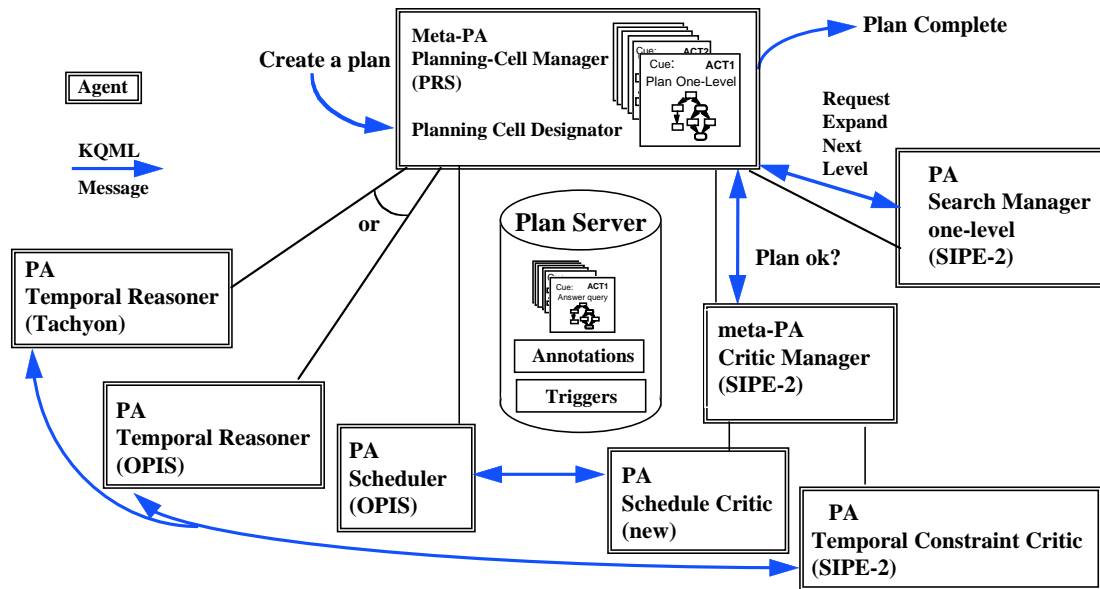 Agent
KQML
Message
Create a plan
Meta-PA
Planning-Cell Manager
(PRS)
Planning Cell Designator
Cue:
ACT2
Cue:
ACT1
Plan One-Level
Plan Complete
Request
Expand
Next
Level
PA
Search Manager
one-level
(SIPE-2)
or
Plan Server
Cue:
ACT1
Answer query
Annotations
Triggers
Plan ok?
PA
Temporal Reasoner
(Tachyon)
PA
Temporal Reasoner
(OPIS)
PA
Scheduler
(OPIS)
meta-PA
Critic Manager
(SIPE-2)
PA
Schedule Critic
(new)
PA
Temporal Constraint Critic
(SIPE-2)